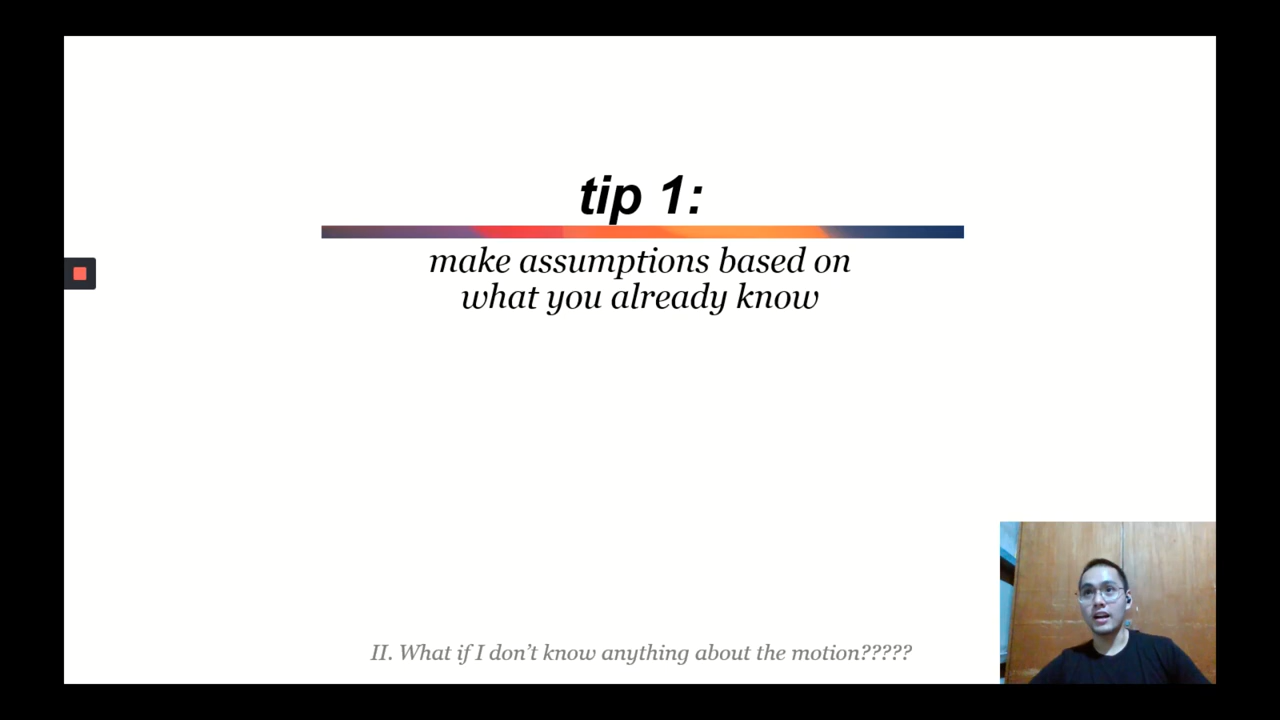 tip 1:
make assumptions based on
what you already know
II. What if I don't know anything about the motion?????